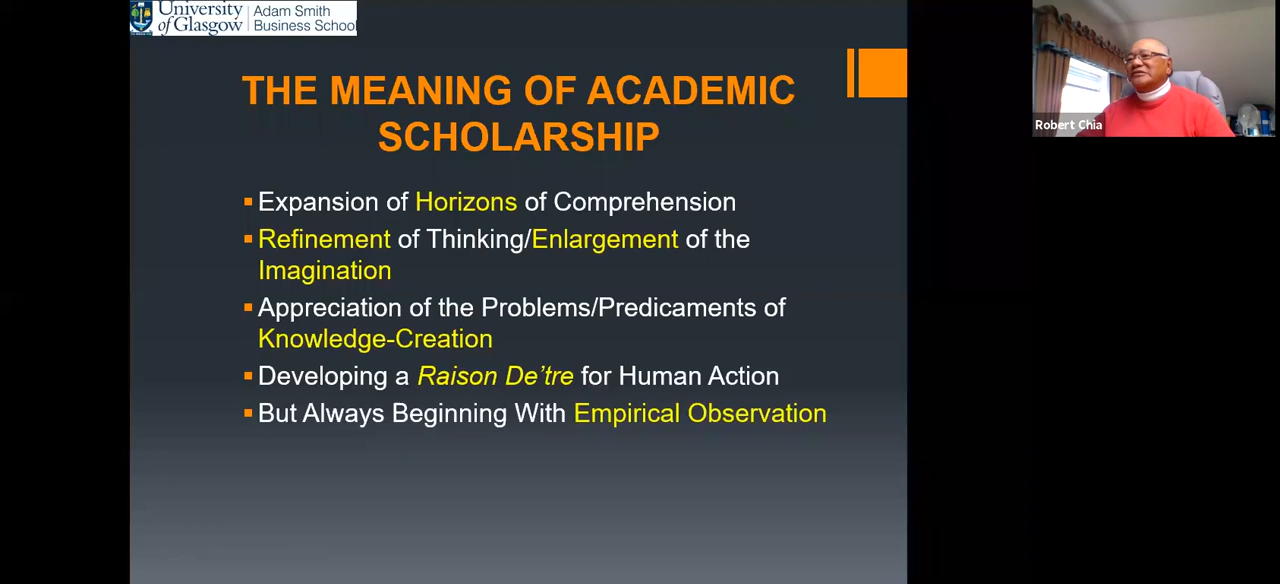 University of Glasgow
Adam Smith
Business School
THE MEANING OF ACADEMIC
SCHOLARSHIP
Expansion of Horizons of Comprehension
Refinement of Thinking/Enlargement of the
Imagination
Appreciation of the Problems/Predicaments of
Knowledge-Creation
Developing a Raison De’tre for Human Action
But Always Beginning With Empirical Observation
Robert Chia